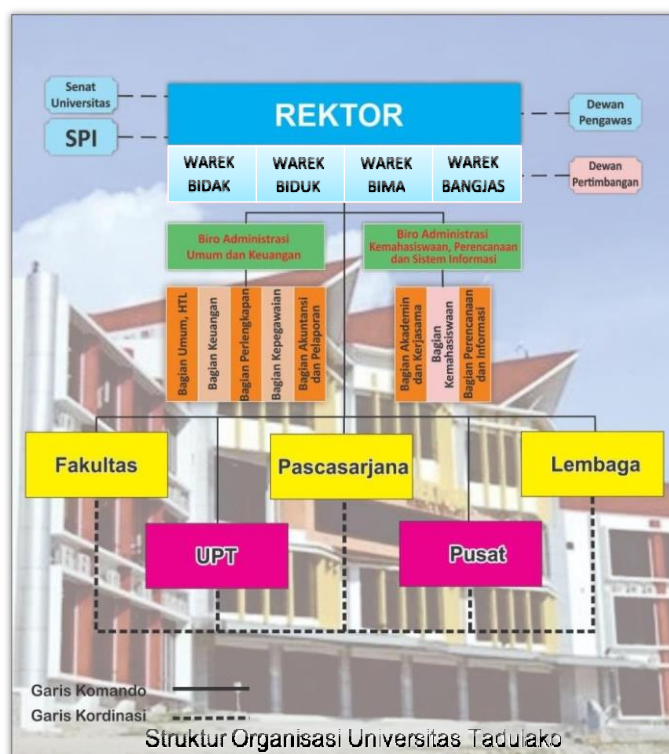 Senat
Universitas
SPI
REKTOR
Dewan
Pengawas
WAREK
BIDAK
WAREK
BIDUK
WAREK
BIMA
WAREK
BANGJAS
Dewan
Pertimbangan
Biro Administrasi
Umum dan Keuangan
Biro Administrasi
Kemahasiswaan, Perencanaan
dan Sistem Informasi
Bagian Umum, HTL
Bagian Keuangan
Bagian Perlengkapan
Bagian Kepegawaian
Bagian Akuntansi
dan Pelaporan
Bagian Akademin
dan Kerjasama
Bagian
Kemahasiswaan
Bagian Perencanaan
dan Informasi
Fakultas
Pascasarjana
Lembaga
UPT
Pusat
Garis Komando
Garis Kordinasi
Struktur Organisasi Universitas Tadulako